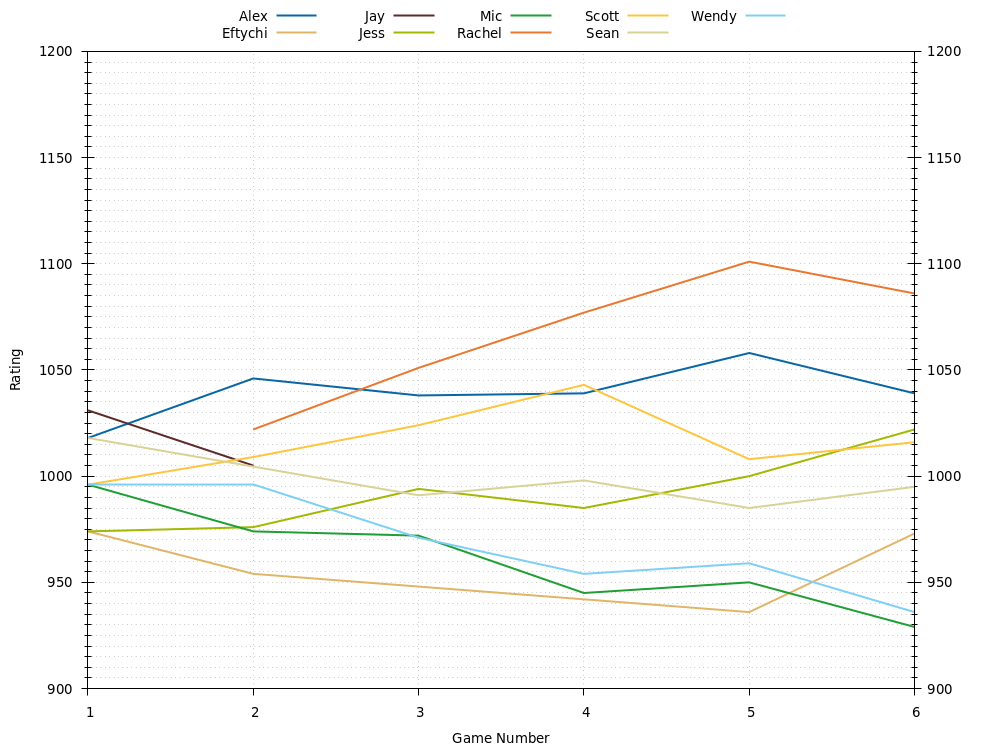 Alex Jay Mic Scott Wendy
Eftychi Jess Rachel Sean
1200 1200
1150 1150
1100 1100
1050 1050
1000 1000
950 950
900 900
Rating
1 2 3 4 5 6
Game Number